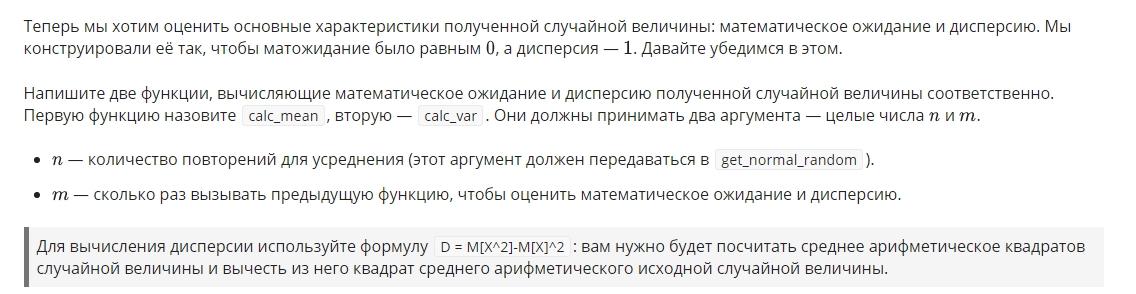 Теперь мы хотим оценить основные характеристики полученной случайной величины: математическое ожидание и дисперсию. Мы
конструировали её так, чтобы матожидание было равным 0, а дисперсия — 1. Давайте убедимся в этом.
Напишите две функции, вычисляющие математическое ожидание и дисперсию полученной случайной величины соответственно.
Первую функцию назовите calc_mean , вторую — calc_var . Они должны принимать два аргумента — целые числа n и m.
• n — количество повторений для усреднения (этот аргумент должен передаваться в get_normal_random ).
• m — сколько раз вызывать предыдущую функцию, чтобы оценить математическое ожидание и дисперсию.
Для вычисления дисперсии используйте формулу D = M[X^2]-M[X]^2 : вам нужно будет посчитать среднее арифметическое квадратов
случайной величины и вычесть из него квадрат среднего арифметического исходной случайной величины.